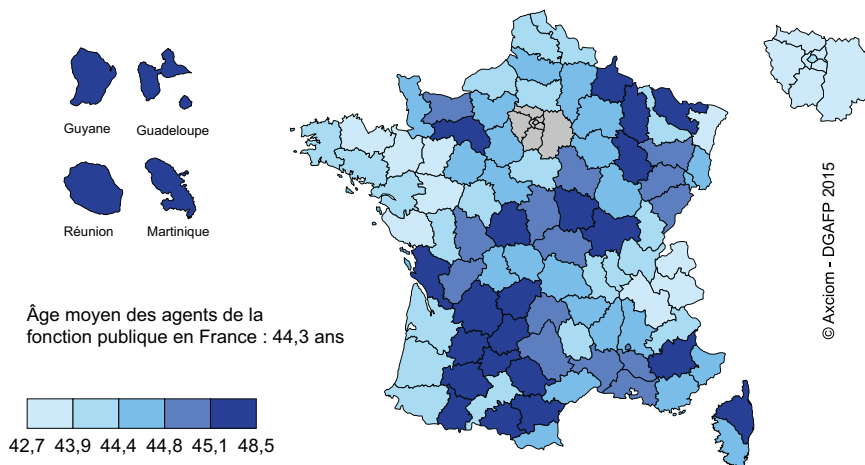 Guyane
Guadeloupe
Réunion
Martinique
Âge moyen des agents de la
fonction publique en France : 44,3 ans
42,7 43,9 44,4 44,8 45,1 48,5
© Axciom - DGAFP 2015